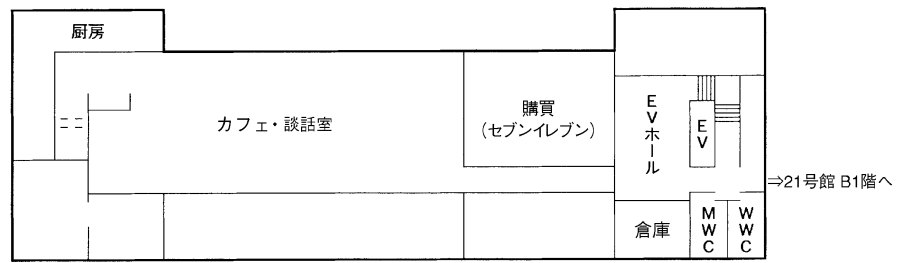 厨房
カフェ・談話室
購買
(セブンイレブン)
EVホール
EV
⇒21号館 B1階へ
倉庫
MWC
WWC